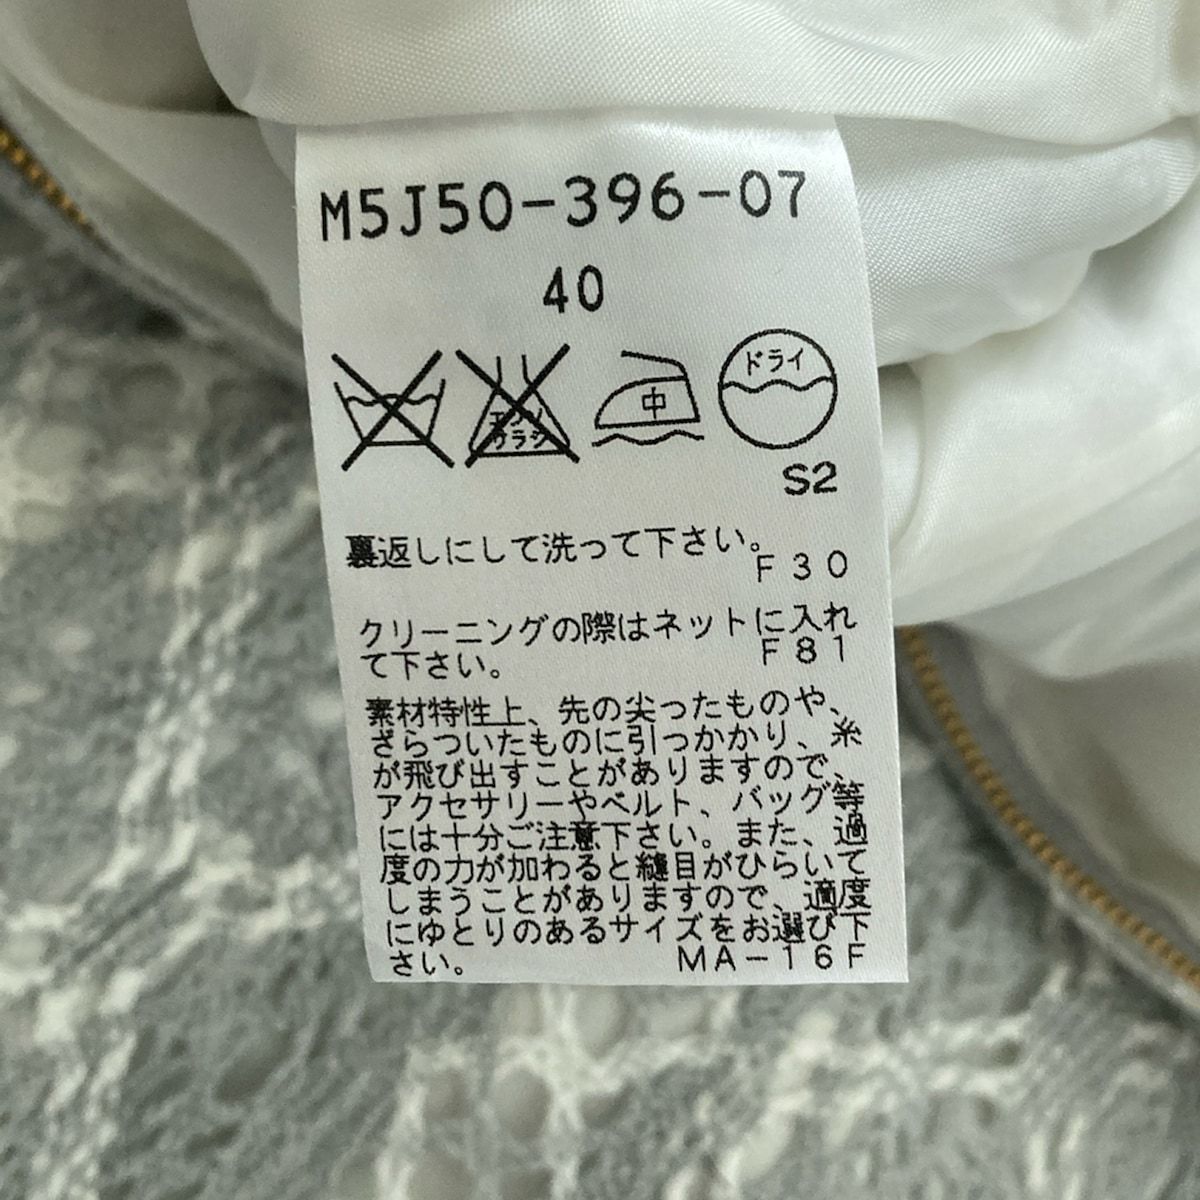 M5J50-396-07
40
エンソ
サラシ
中
ドライ
S2
裏返しにして洗って下さい。
F30
クリーニングの際はネットに入れ
て下さい。 F81
素材特性上、先の尖ったものや、
ざらついたものに引っかかり、糸
が飛び出すことがありますので、
アクセサリーやベルト、バッグ等
には十分ご注意下さい。また、過
度の力が加わると縫目がひらいて
しまうことがありますので、適度
にゆとりのあるサイズをお選び下
さい。 MA-16F